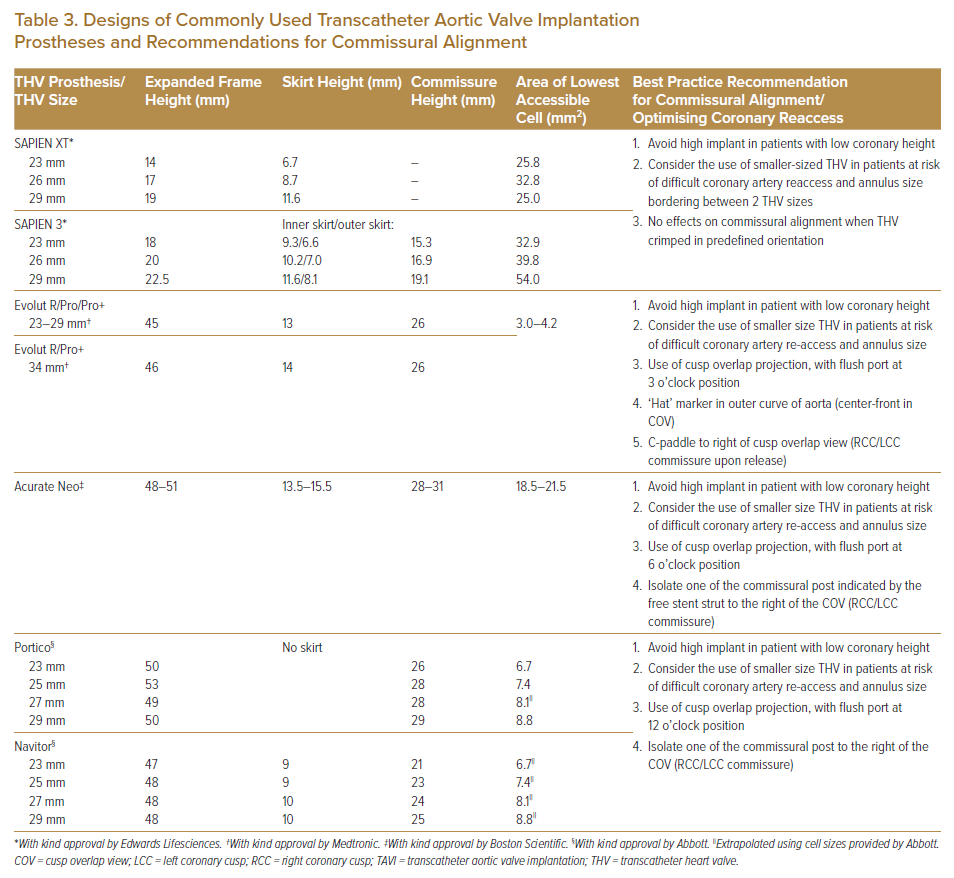 Table 3. Designs of Commonly Used Transcatheter Aortic Valve Implantation
Prostheses and Recommendations for Commissural Alignment
THV Prosthesis/ Expanded Frame Skirt Height (mm) Commissure Area of Lowest Best Practice Recommendation
THV Size Height (mm) Height (mm) Accessible for Commissural Alignment/
Cell (mm²) Optimising Coronary Reaccess
SAPIEN XT*
23 mm 14 6.7 – 25.8
26 mm 17 8.7 – 32.8
29 mm 19 11.6 – 25.0
SAPIEN 3* Inner skirt/outer skirt:
23 mm 18 9.3/6.6 15.3 32.9
26 mm 20 10.2/7.0 16.9 39.8
29 mm 22.5 11.6/8.1 19.1 54.0
1. Avoid high implant in patients with low coronary height
2. Consider the use of smaller-sized THV in patients at risk
of difficult coronary artery reaccess and annulus size
bordering between 2 THV sizes
3. No effects on commissural alignment when THV
crimped in predefined orientation
Evolut R/Pro/Pro+
23–29 mm† 45 13 26 3.0–4.2
Evolut R/Pro+
34 mm† 46 14 26
1. Avoid high implant in patient with low coronary height
2. Consider the use of smaller size THV in patients at risk
of difficult coronary artery re-access and annulus size
3. Use of cusp overlap projection, with flush port at
3 o’clock position
4. ‘Hat’ marker in outer curve of aorta (center-front in
COV)
5. C-paddle to right of cusp overlap view (RCC/LCC
commissure upon release)
Acurate Neo‡ 48–51 13.5–15.5 28–31 18.5–21.5
1. Avoid high implant in patient with low coronary height
2. Consider the use of smaller size THV in patients at risk
of difficult coronary artery re-access and annulus size
3. Use of cusp overlap projection, with flush port at
6 o’clock position
4. Isolate one of the commissural post indicated by the
free stent strut to the right of the COV (RCC/LCC
commissure)
Portico§ No skirt
23 mm 50 26 6.7
25 mm 53 28 7.4
27 mm 49 28 8.1||
29 mm 50 29 8.8
Navitor§
23 mm 47 9 21 6.7||
25 mm 48 9 23 7.4||
27 mm 48 10 24 8.1||
29 mm 48 10 25 8.8||
1. Avoid high implant in patient with low coronary height
2. Consider the use of smaller size THV in patients at risk
of difficult coronary artery re-access and annulus size
3. Use of cusp overlap projection, with flush port at
12 o’clock position
4. Isolate one of the commissural post to the right of the
COV (RCC/LCC commissure)
*With kind approval by Edwards Lifesciences. †With kind approval by Medtronic. ‡With kind approval by Boston Scientific. §With kind approval by Abbott. ||Extrapolated using cell sizes provided by Abbott.
COV = cusp overlap view; LCC = left coronary cusp; RCC = right coronary cusp; TAVI = transcatheter aortic valve implantation; THV = transcatheter heart valve.